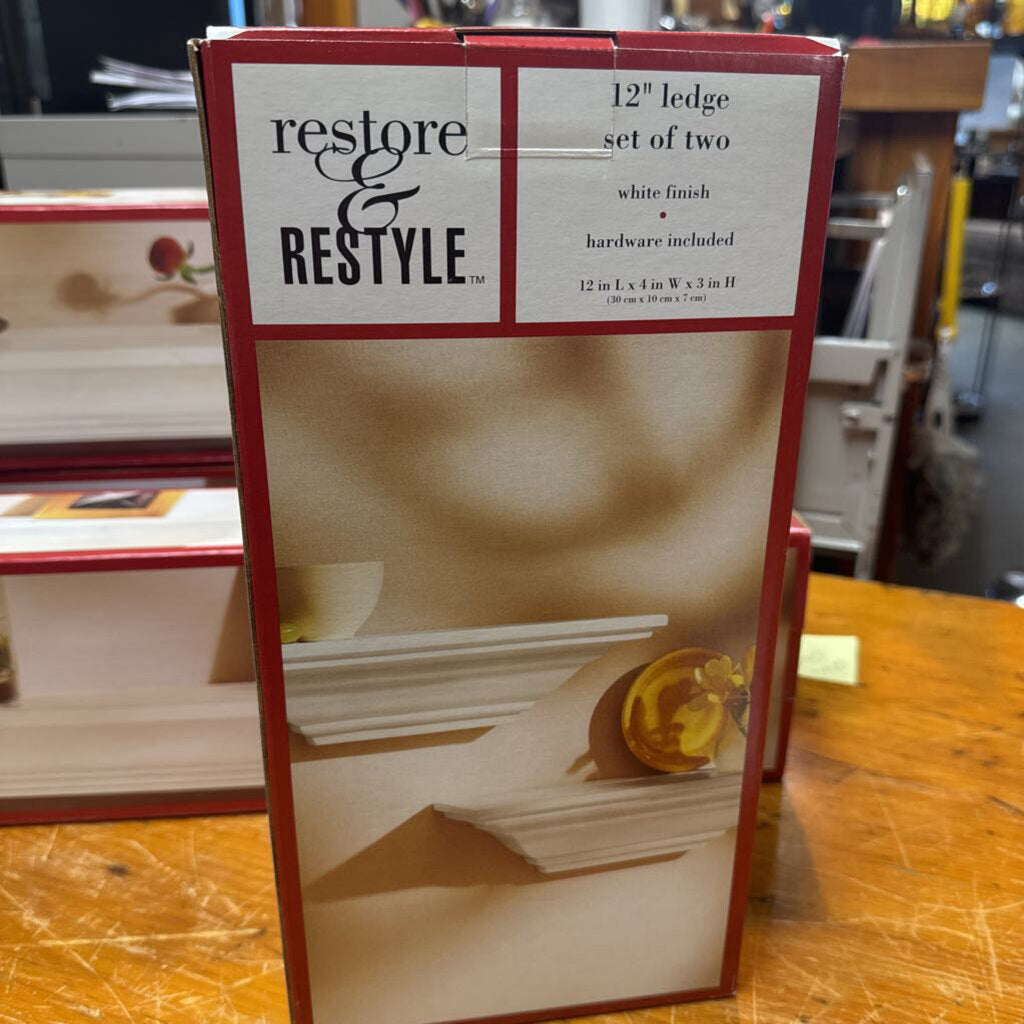 restore
&
RESTYLE™
12" ledge
set of two
white finish
•
hardware included
12 in L x 4 in W x 3 in H
(30 cm x 10 cm x 7 cm)